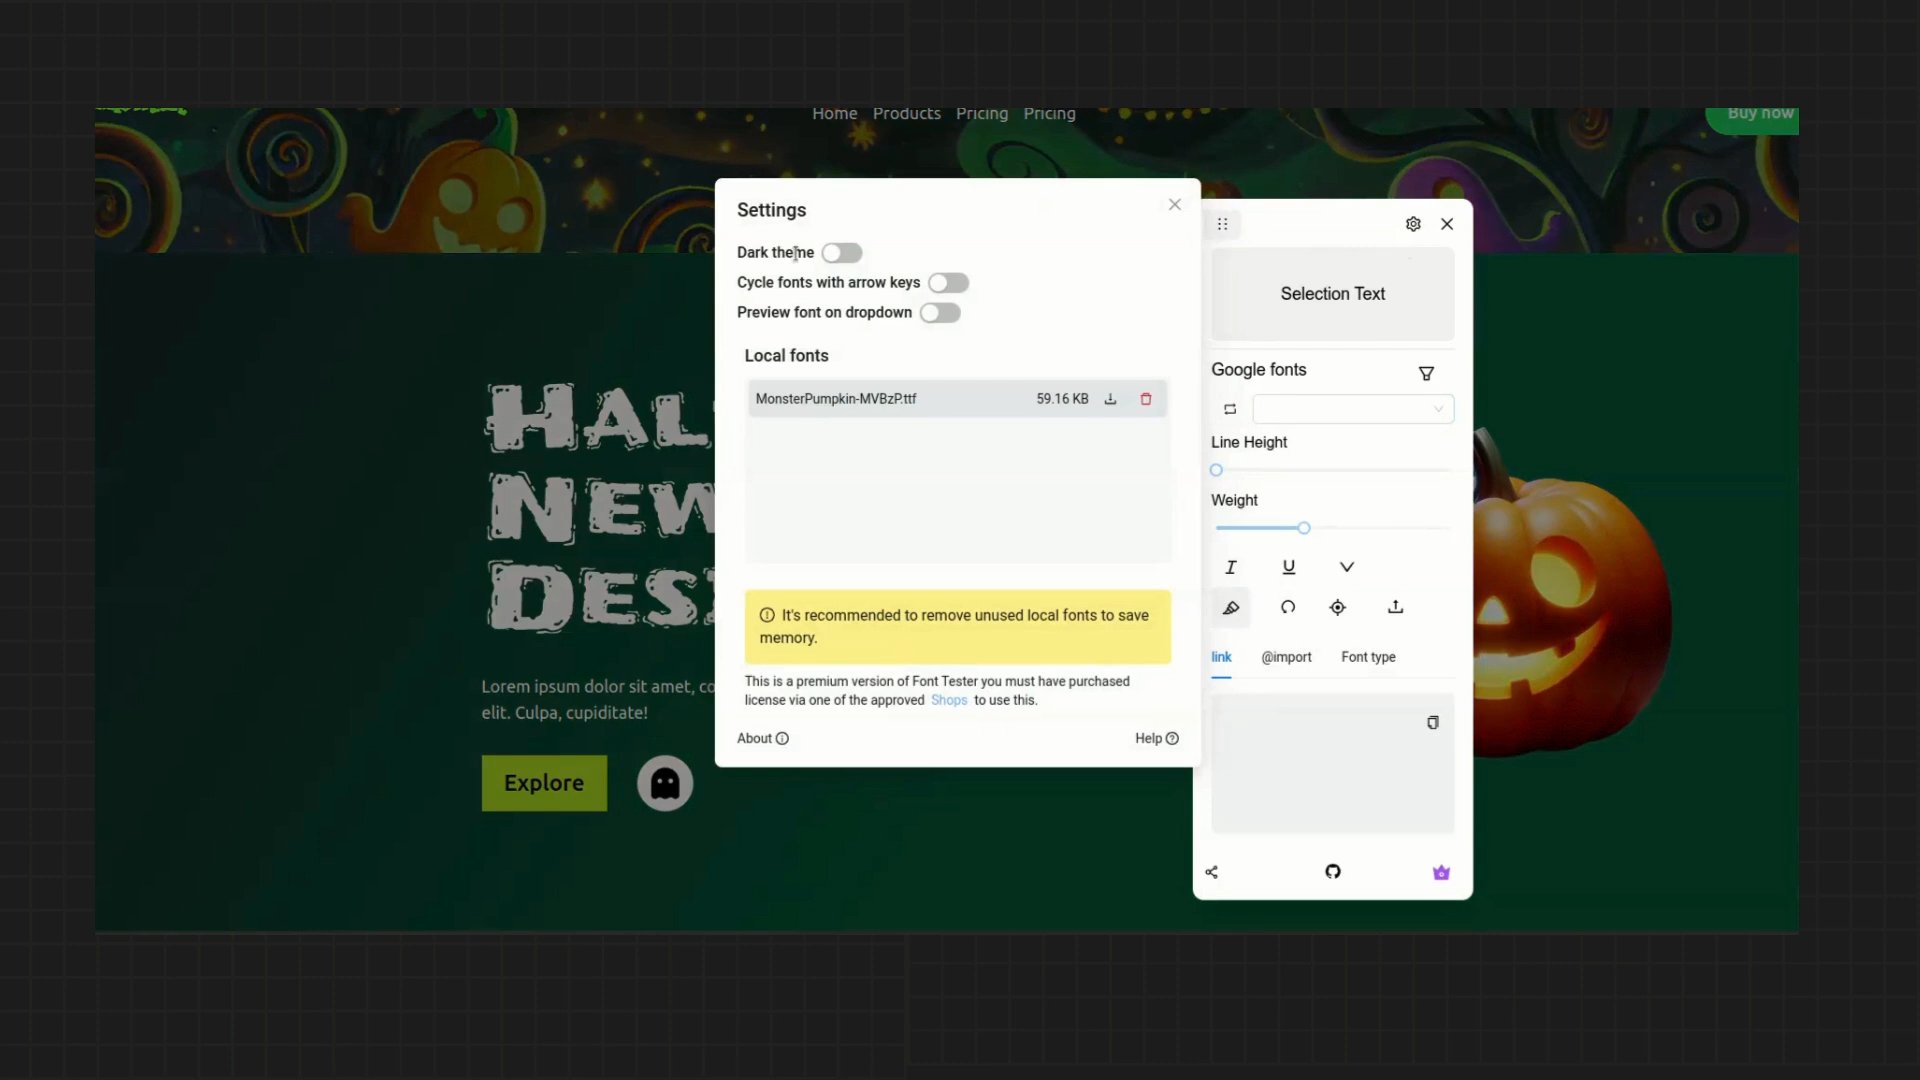 Home Products Pricing Pricing
Buy now
Settings
Dark theme
Cycle fonts with arrow keys
Preview font on dropdown
Local fonts
MonsterPumpkin-MVBzP.ttf 59.16 KB
It's recommended to remove unused local fonts to save
memory.
This is a premium version of Font Tester you must have purchased
license via one of the approved Shops to use this.
About
Help
Selection Text
Google fonts
Line Height
Weight
link @import Font type
HAL
NEW
DES
Lorem ipsum dolor sit amet, co
elit. Culpa, cupiditate!
Explore